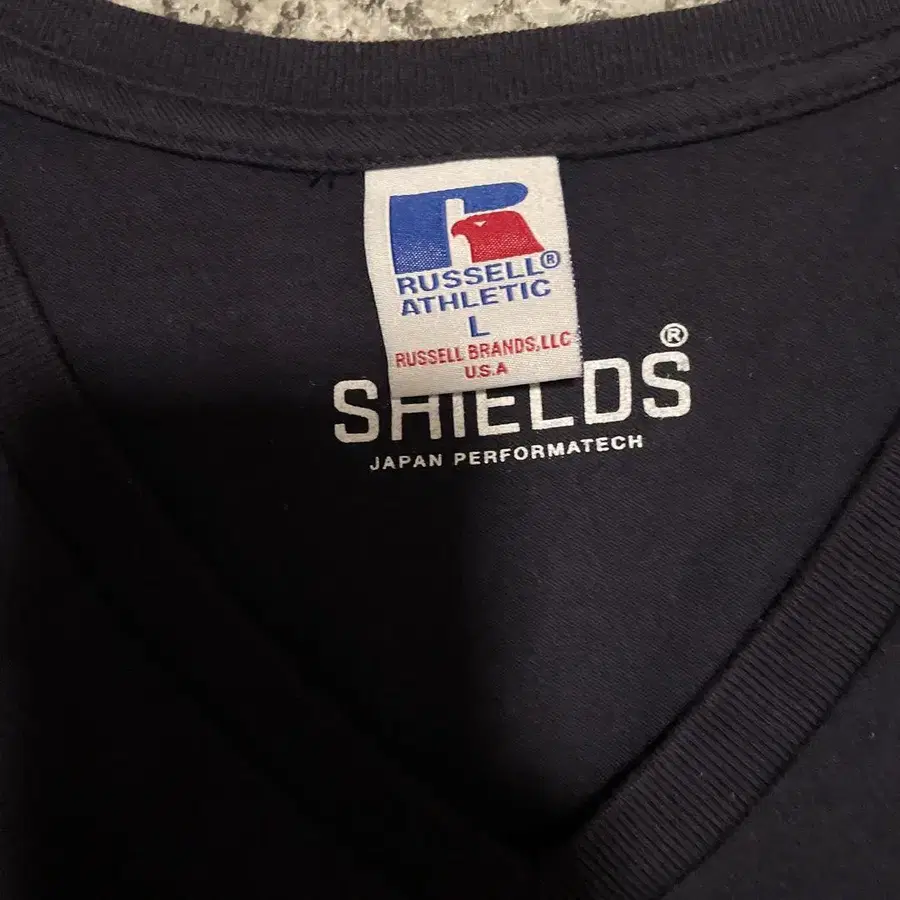 RUSSELL®
ATHLETIC
L
RUSSELL BRANDS,LLC
U.S.A
SHIELDS®
JAPAN PERFORMATECH